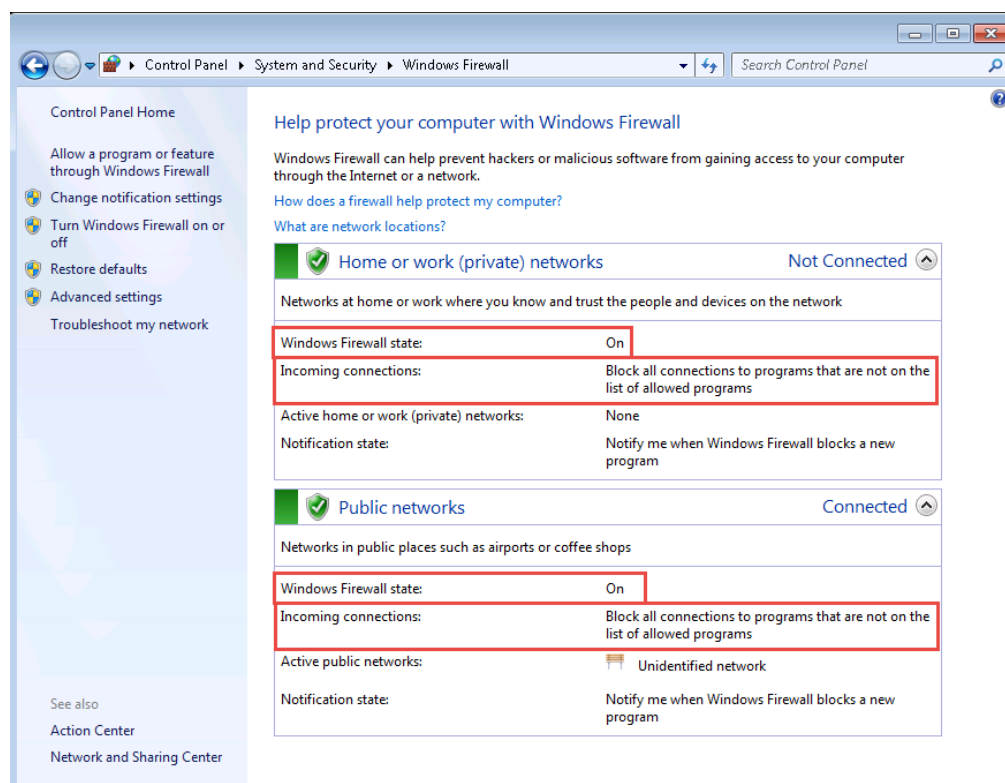 Control Panel ▸ System and Security ▸ Windows Firewall
Search Control Panel
Control Panel Home
Allow a program or feature
through Windows Firewall
Change notification settings
Turn Windows Firewall on or
off
Restore defaults
Advanced settings
Troubleshoot my network
See also
Action Center
Network and Sharing Center
Help protect your computer with Windows Firewall
Windows Firewall can help prevent hackers or malicious software from gaining access to your computer
through the Internet or a network.
How does a firewall help protect my computer?
What are network locations?
Home or work (private) networks Not Connected
Networks at home or work where you know and trust the people and devices on the network
Windows Firewall state: On
Incoming connections: Block all connections to programs that are not on the
list of allowed programs
Active home or work (private) networks: None
Notification state: Notify me when Windows Firewall blocks a new
program
Public networks Connected
Networks in public places such as airports or coffee shops
Windows Firewall state: On
Incoming connections: Block all connections to programs that are not on the
list of allowed programs
Active public networks: Unidentified network
Notification state: Notify me when Windows Firewall blocks a new
program